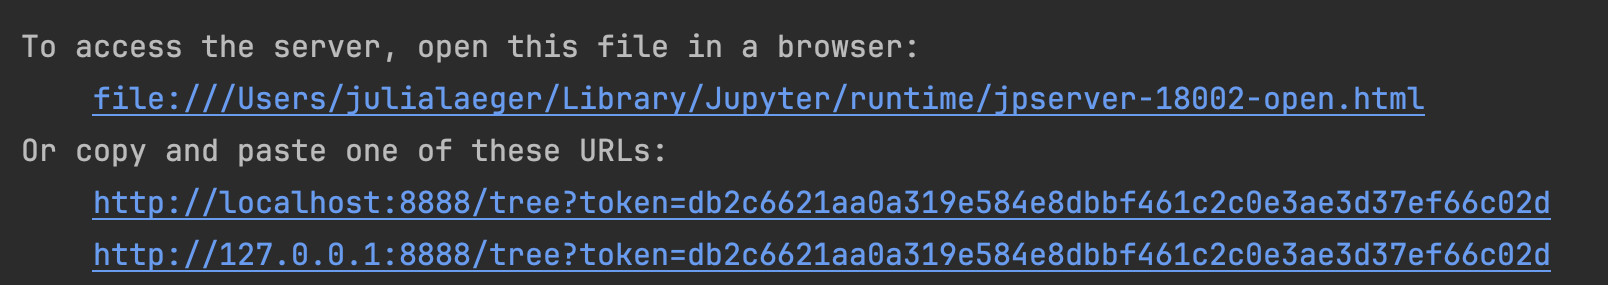 To access the server, open this file in a browser:
file:///Users/julialaeger/Library/Jupyter/runtime/jpserver-18002-open.html
Or copy and paste one of these URLs:
http://localhost:8888/tree?token=db2c6621aa0a319e584e8dbbf461c2c0e3ae3d37ef66c02d
http://127.0.0.1:8888/tree?token=db2c6621aa0a319e584e8dbbf461c2c0e3ae3d37ef66c02d